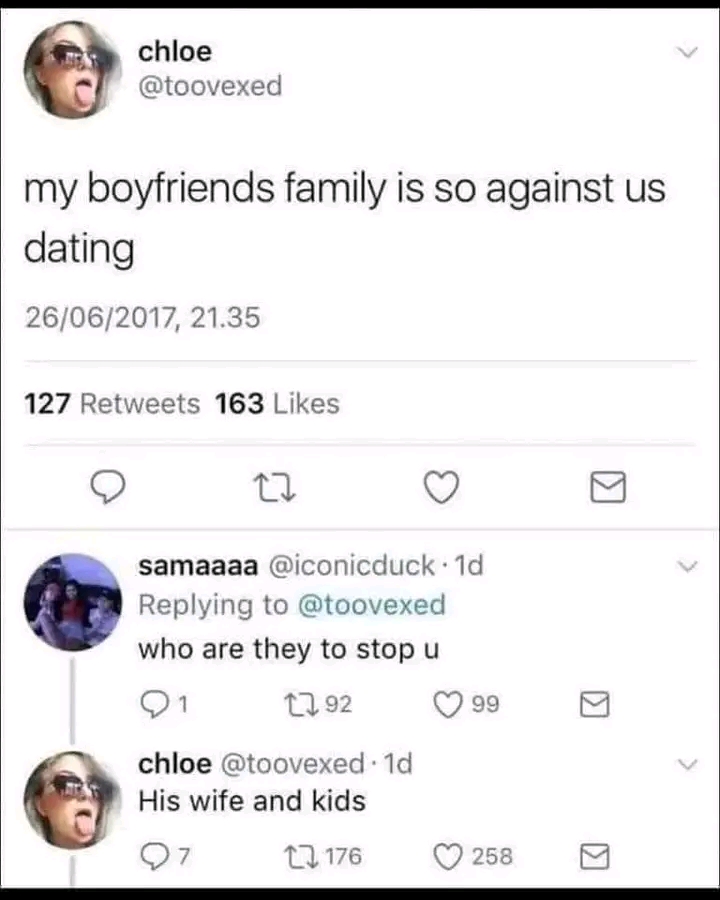 chloe
@toovexed
my boyfriends family is so against us
dating
26/06/2017, 21.35
127 Retweets 163 Likes
samaaaa @iconicduck · 1d
Replying to @toovexed
who are they to stop u
1 92 99
chloe @toovexed · 1d
His wife and kids
7 176 258